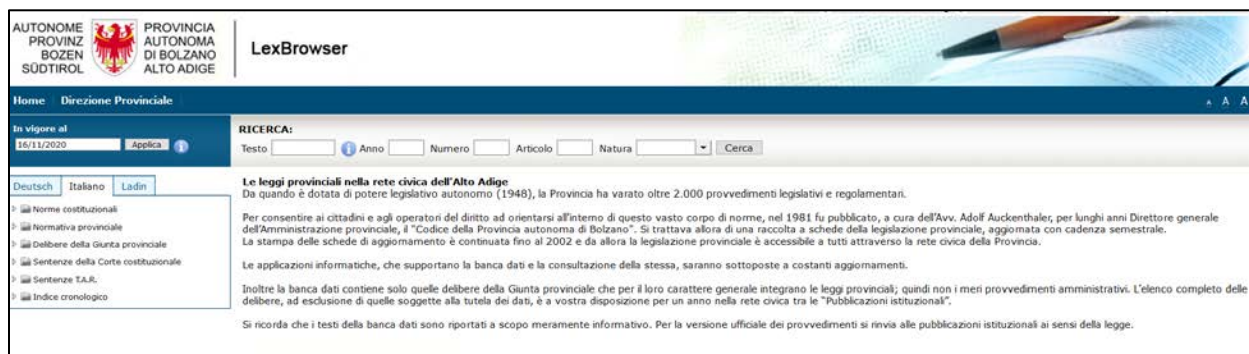 AUTONOME
PROVINZ
BOZEN
SÜDTIROL
PROVINCIA
AUTONOMA
DI BOLZANO
ALTO ADIGE
LexBrowser
Home Direzione Provinciale
A A A
In vigore al
16/11/2020 Applica i
RICERCA:
Testo i Anno Numero Articolo Natura Cerca
Deutsch Italiano Ladin
Norme costituzionali
Normativa provinciale
Delibere della Giunta provinciale
Sentenze della Corte costituzionale
Sentenze T.A.R.
Indice cronologico
Le leggi provinciali nella rete civica dell'Alto Adige
Da quando è dotata di potere legislativo autonomo (1948), la Provincia ha varato oltre 2.000 provvedimenti legislativi e regolamentari.
Per consentire ai cittadini e agli operatori del diritto ad orientarsi all'interno di questo vasto corpo di norme, nel 1981 fu pubblicato, a cura dell'Avv. Adolf Auckenthaler, per lunghi anni Direttore generale
dell'Amministrazione provinciale, il "Codice della Provincia autonoma di Bolzano". Si trattava allora di una raccolta a schede della legislazione provinciale, aggiornata con cadenza semestrale.
La stampa delle schede di aggiornamento è continuata fino al 2002 e da allora la legislazione provinciale è accessibile a tutti attraverso la rete civica della Provincia.
Le applicazioni informatiche, che supportano la banca dati e la consultazione della stessa, saranno sottoposte a costanti aggiornamenti.
Inoltre la banca dati contiene solo quelle delibere della Giunta provinciale che per il loro carattere generale integrano le leggi provinciali; quindi non i meri provvedimenti amministrativi. L'elenco completo delle
delibere, ad esclusione di quelle soggette alla tutela dei dati, è a vostra disposizione per un anno nella rete civica tra le "Pubblicazioni istituzionali".
Si ricorda che i testi della banca dati sono riportati a scopo meramente informativo. Per la versione ufficiale dei provvedimenti si rinvia alle pubblicazioni istituzionali ai sensi della legge.